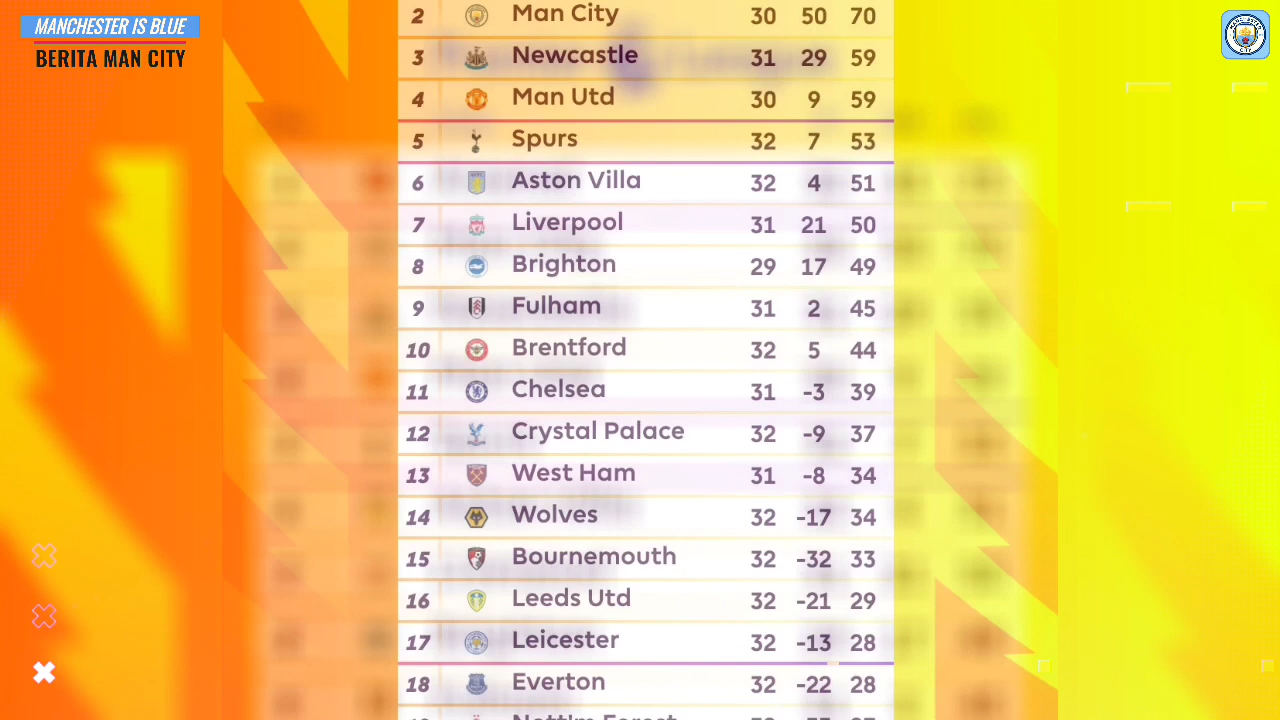 MANCHESTER IS BLUE
BERITA MAN CITY
2 Man City 30 50 70
3 Newcastle 31 29 59
4 Man Utd 30 9 59
5 Spurs 32 7 53
6 Aston Villa 32 4 51
7 Liverpool 31 21 50
8 Brighton 29 17 49
9 Fulham 31 2 45
10 Brentford 32 5 44
11 Chelsea 31 -3 39
12 Crystal Palace 32 -9 37
13 West Ham 31 -8 34
14 Wolves 32 -17 34
15 Bournemouth 32 -32 33
16 Leeds Utd 32 -21 29
17 Leicester 32 -13 28
18 Everton 32 -22 28